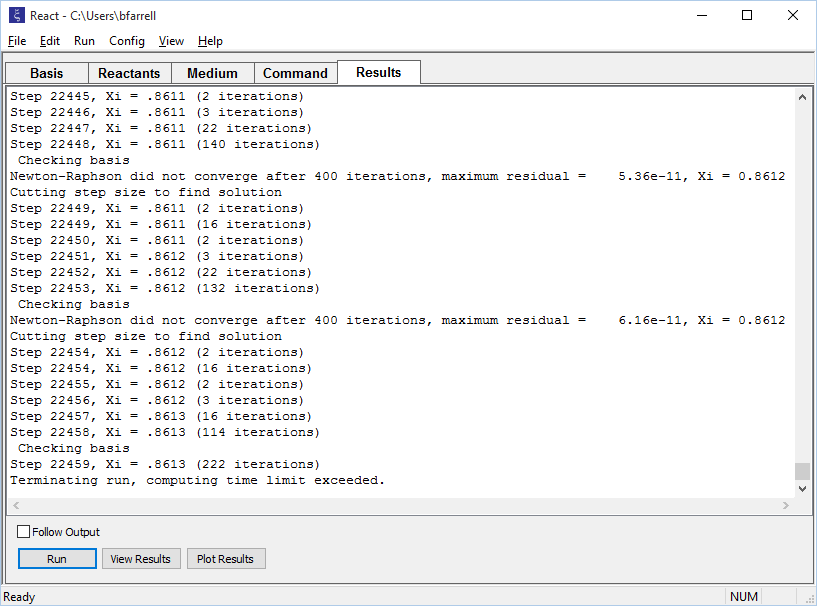 React - C:\Users\bfarrell
File Edit Run Config View Help
Basis Reactants Medium Command Results
Step 22445, Xi = .8611 (2 iterations)
Step 22446, Xi = .8611 (3 iterations)
Step 22447, Xi = .8611 (22 iterations)
Step 22448, Xi = .8611 (140 iterations)
Checking basis
Newton-Raphson did not converge after 400 iterations, maximum residual = 5.36e-11, Xi = 0.8612
Cutting step size to find solution
Step 22449, Xi = .8611 (2 iterations)
Step 22449, Xi = .8611 (16 iterations)
Step 22450, Xi = .8611 (2 iterations)
Step 22451, Xi = .8612 (3 iterations)
Step 22452, Xi = .8612 (22 iterations)
Step 22453, Xi = .8612 (132 iterations)
Checking basis
Newton-Raphson did not converge after 400 iterations, maximum residual = 6.16e-11, Xi = 0.8612
Cutting step size to find solution
Step 22454, Xi = .8612 (2 iterations)
Step 22454, Xi = .8612 (16 iterations)
Step 22455, Xi = .8612 (2 iterations)
Step 22456, Xi = .8612 (3 iterations)
Step 22457, Xi = .8613 (16 iterations)
Step 22458, Xi = .8613 (114 iterations)
Checking basis
Step 22459, Xi = .8613 (222 iterations)
Terminating run, computing time limit exceeded.
Follow Output
Run View Results Plot Results
Ready NUM